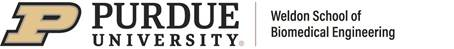 P PURDUE
UNIVERSITY®
Weldon School of
Biomedical Engineering